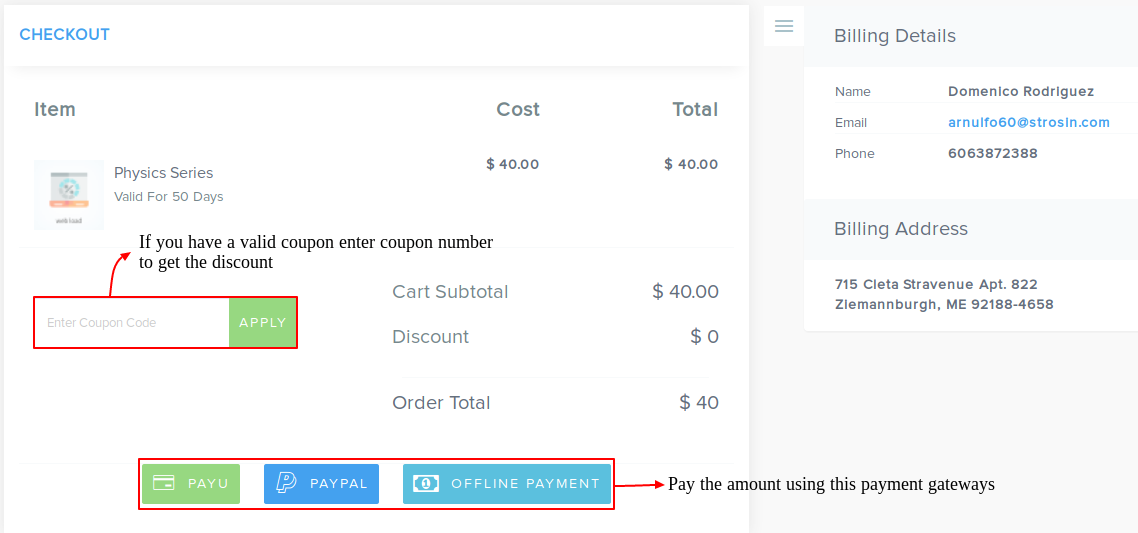 CHECKOUT
Item Cost Total
Physics Series $ 40.00 $ 40.00
Valid For 50 Days
web load
If you have a valid coupon enter coupon number
to get the discount
Enter Coupon Code APPLY
Cart Subtotal $ 40.00
Discount $ 0
Order Total $ 40
PAYU PAYPAL OFFLINE PAYMENT
Pay the amount using this payment gateways
Billing Details
Name Domenico Rodriguez
Email arnulfo60@strosin.com
Phone 6063872388
Billing Address
715 Cleta Stravenue Apt. 822
Zlemannburgh, ME 92188-4658